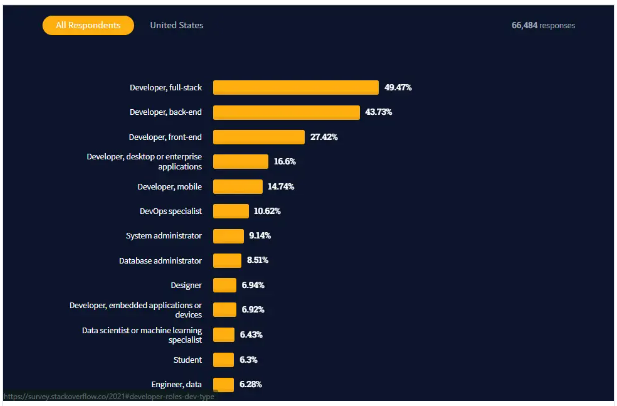 All Respondents United States 66,484 responses
Developer, full-stack 49.47%
Developer, back-end 43.73%
Developer, front-end 27.42%
Developer, desktop or enterprise
applications 16.6%
Developer, mobile 14.74%
DevOps specialist 10.62%
System administrator 9.14%
Database administrator 8.51%
Designer 6.94%
Developer, embedded applications or
devices 6.92%
Data scientist or machine learning
specialist 6.43%
Student 6.3%
Engineer, data 6.28%
https://survey.stackoverflow.co/2021#developer-roles-dev-type